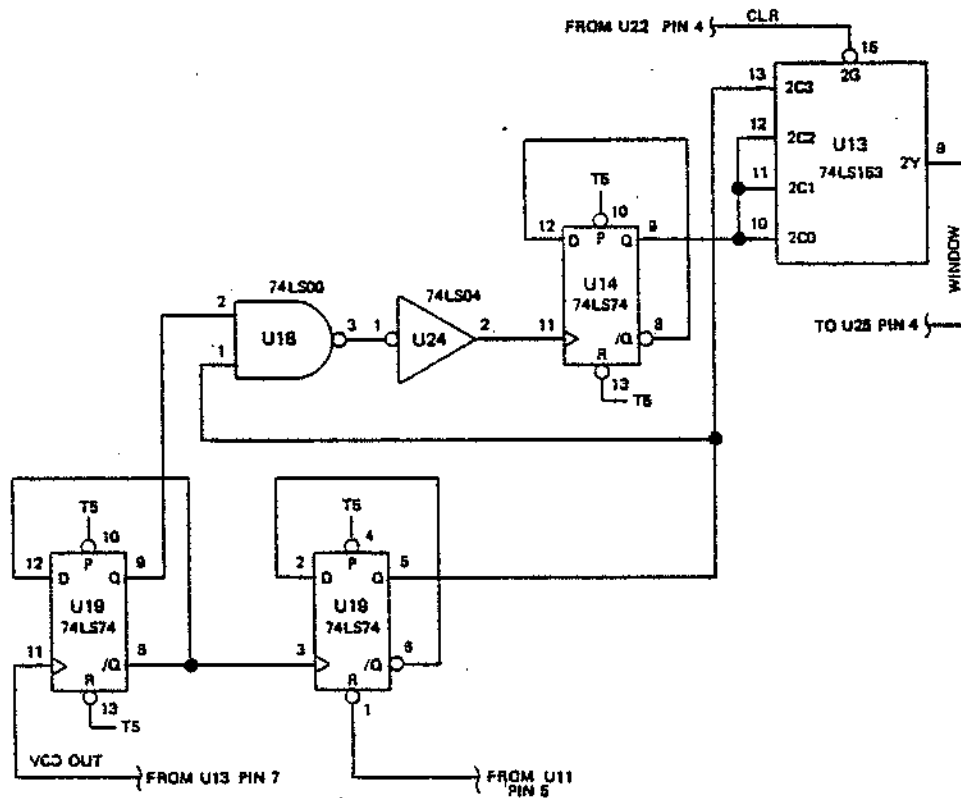 CLR
FROM U22 PIN 4
15
13
2C3
2G
12
2C2
U13
74LS153
2Y
9
11
2C1
10
2C0
WINDOW
TO U25 PIN 4
T5
10
12
D
P
Q
9
U14
74LS74
11
/Q
8
R
13
T5
74LS00
2
1
U18
3
74LS04
1
U24
2
T5
10
12
D
P
Q
9
U19
74LS74
11
/Q
8
R
13
T5
T5
4
2
D
P
Q
5
U19
74LS74
3
/Q
6
R
1
VCO OUT
FROM U13 PIN 7
FROM U11
PIN 5